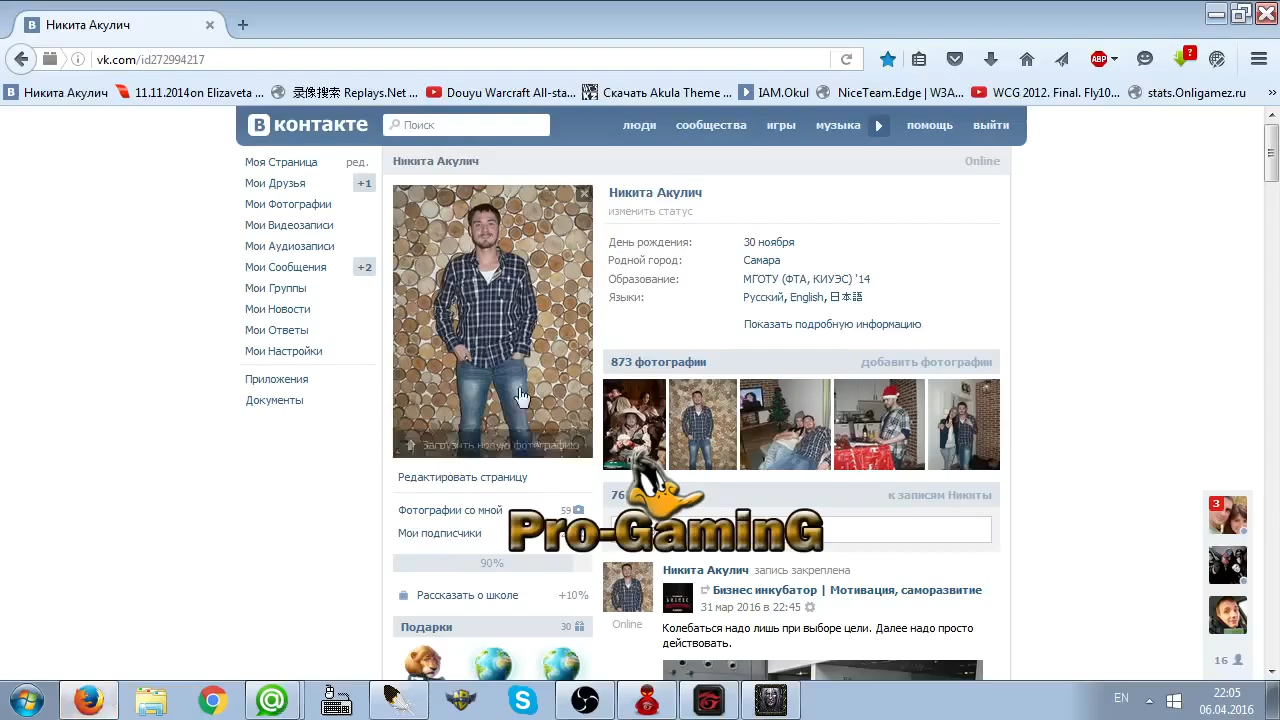 Никита Акулич
vk.com/id272994217
ABP
?
Никита Акулич
11.11.2014on Elizaveta ...
录像搜索 Replays.Net ...
Douyu Warcraft All-sta...
Скачать Akula Theme ...
IAM.Okul
NiceTeam.Edge | W3A...
WCG 2012. Final. Fly10...
stats.Onligamez.ru
»
В контакте
Поиск
люди
сообщества
игры
музыка
помощь
выйти
Моя Страница
ред.
Мои Друзья
+1
Мои Фотографии
Мои Видеозаписи
Мои Аудиозаписи
Мои Сообщения
+2
Мои Группы
Мои Новости
Мои Ответы
Мои Настройки
Приложения
Документы
Никита Акулич
Online
Загрузить новую фотографию
Редактировать страницу
Фотографии со мной
59
Мои подписчики
90%
Рассказать о школе
+10%
Подарки
30
Никита Акулич
изменить статус
День рождения:
30 ноября
Родной город:
Самара
Образование:
МГОТУ (ФТА, КИУЭС) '14
Языки:
Русский, English, 日本語
Показать подробную информацию
873 фотографии
добавить фотографии
к записям Никиты
Pro-GaminG
Никита Акулич запись закреплена
Бизнес инкубатор | Мотивация, саморазвитие
31 мар 2016 в 22:45
Online
Колебаться надо лишь при выборе цели. Далее надо просто
действовать.
3
16
EN
22:05
06.04.2016